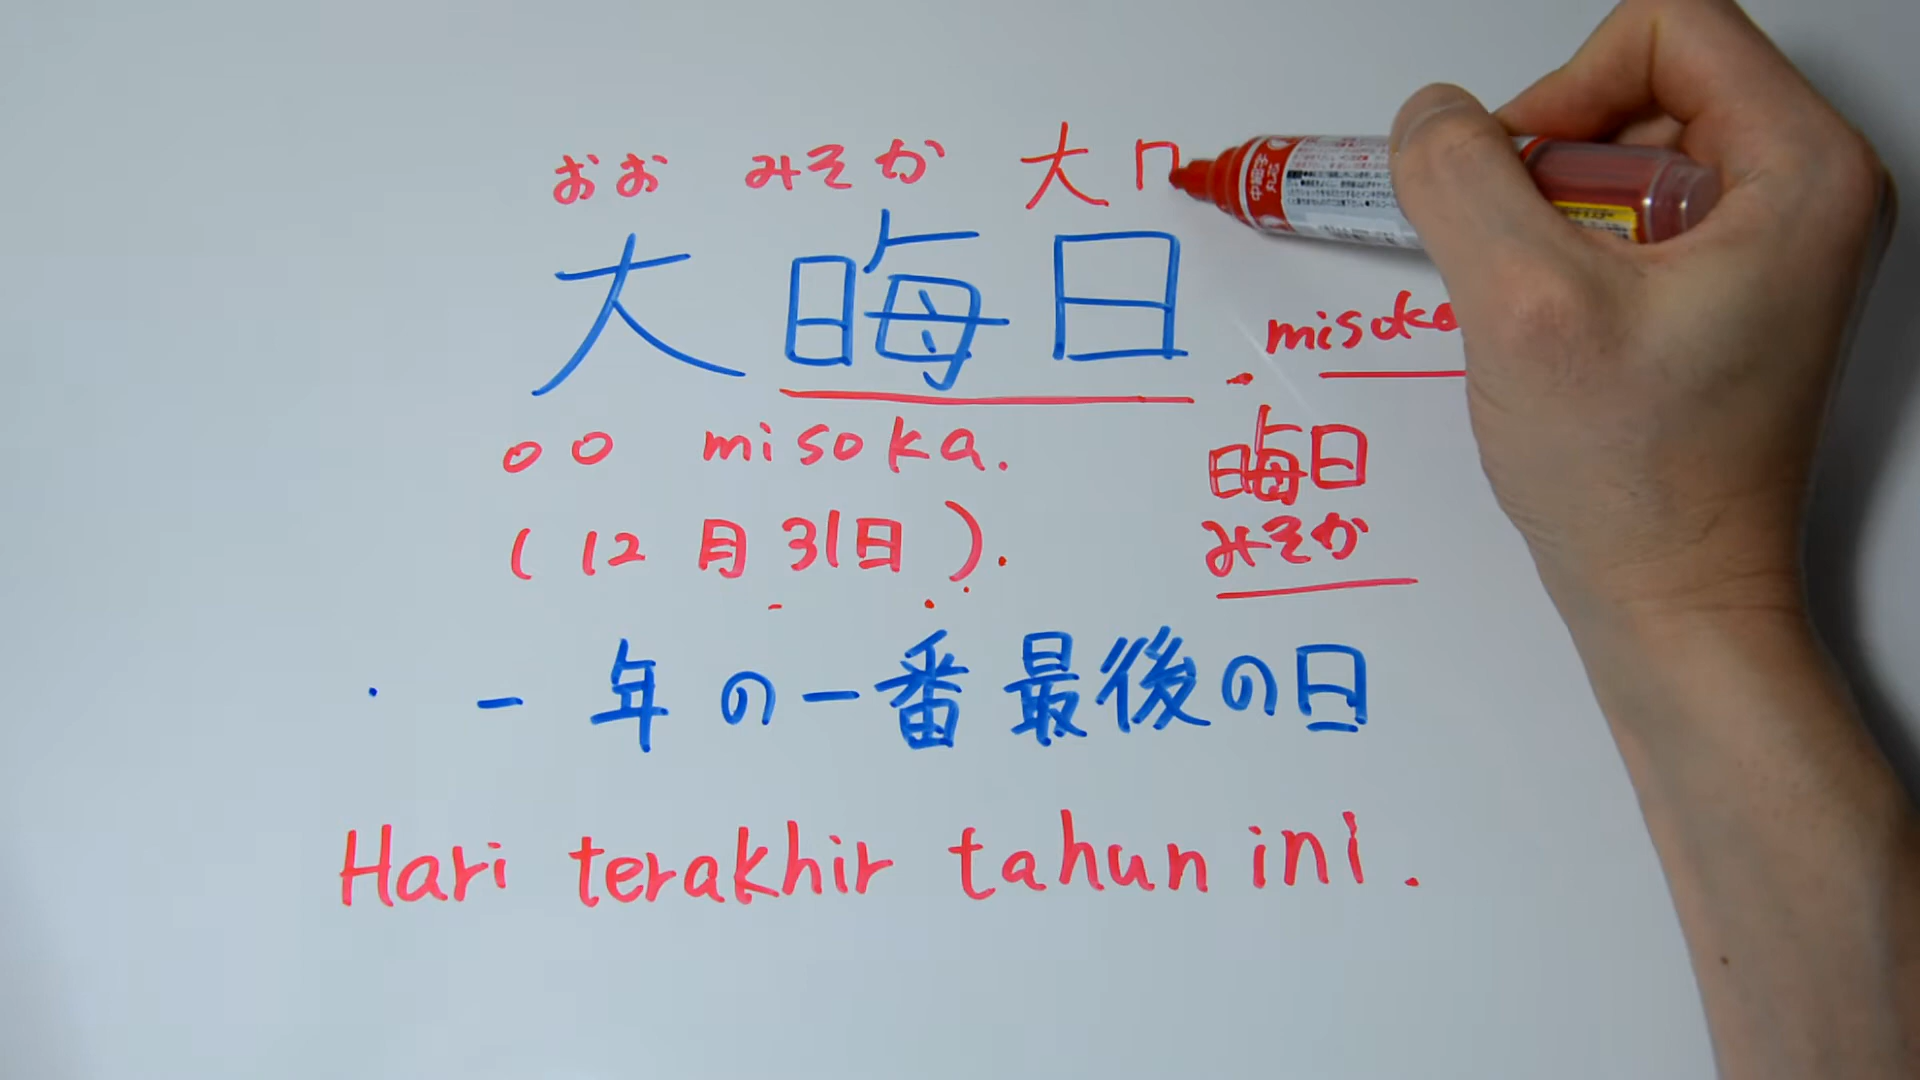 おお みそか 大
大晦日
misoka
oo misoka.
晦日
(12月31日).
みそか
一年の一番最後の日
Hari terakhir tahun ini.